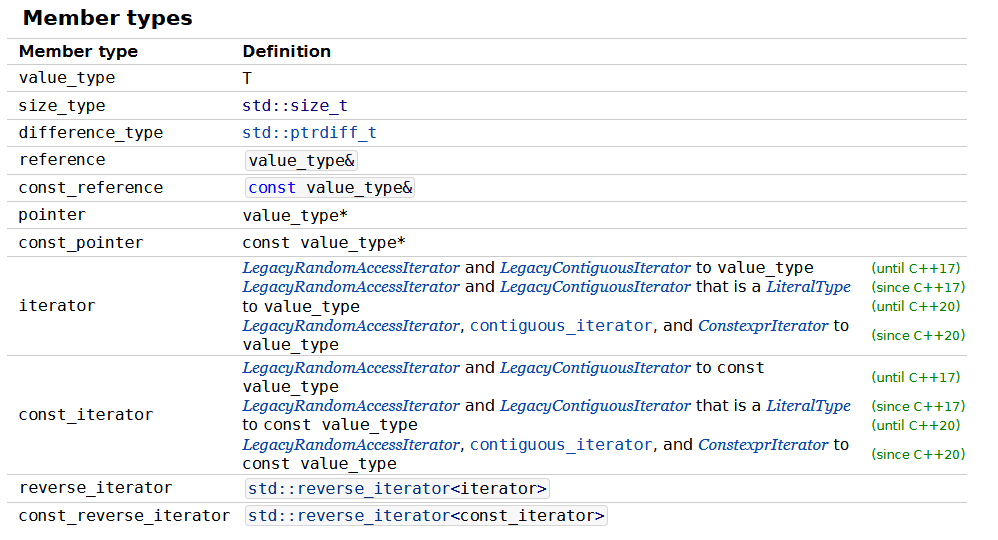 Member types
Member type Definition
value_type T
size_type std::size_t
difference_type std::ptrdiff_t
reference value_type&
const_reference const value_type&
pointer value_type*
const_pointer const value_type*
iterator
LegacyRandomAccessIterator and LegacyContiguousIterator to value_type (until C++17)
LegacyRandomAccessIterator and LegacyContiguousIterator that is a LiteralType (since C++17)
to value_type (until C++20)
LegacyRandomAccessIterator, contiguous_iterator, and ConstexprIterator to (since C++20)
value_type
const_iterator
LegacyRandomAccessIterator and LegacyContiguousIterator to const (until C++17)
value_type
LegacyRandomAccessIterator and LegacyContiguousIterator that is a LiteralType (since C++17)
to const value_type (until C++20)
LegacyRandomAccessIterator, contiguous_iterator, and ConstexprIterator to (since C++20)
const value_type
reverse_iterator std::reverse_iterator<iterator>
const_reverse_iterator std::reverse_iterator<const_iterator>